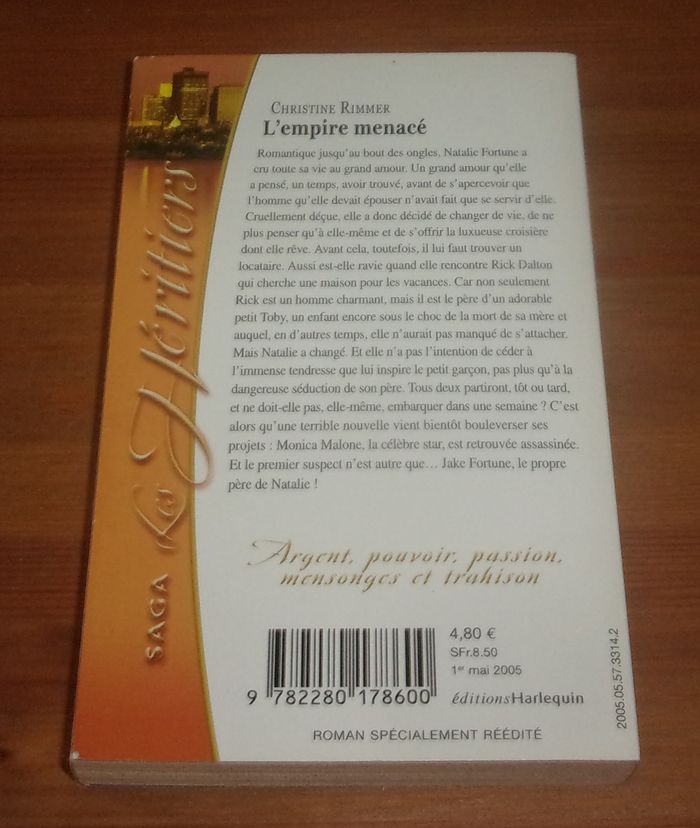 CHRISTINE RIMMER
L'empire menacé
Romantique jusqu'au bout des ongles, Natalie Fortune a
cru toute sa vie au grand amour. Un grand amour qu'elle
a pensé, un temps, avoir trouvé, avant de s'apercevoir que
l'homme qu'elle devait épouser n'avait fait que se servir d'elle.
Cruellement déçue, elle a donc décidé de changer de vie, de ne
plus penser qu'à elle-même et de s'offrir la luxueuse croisière
dont elle rêve. Avant cela, toutefois, il lui faut trouver un
locataire. Aussi est-elle ravie quand elle rencontre Rick Dalton
qui cherche une maison pour les vacances. Car non seulement
Rick est un homme charmant, mais il est le père d'un adorable
petit Toby, un enfant encore sous le choc de la mort de sa mère et
auquel, en d'autres temps, elle n'aurait pas manqué de s'attacher.
Mais Natalie a changé. Et elle n'a pas l'intention de céder à
l'immense tendresse que lui inspire le petit garçon, pas plus qu'à la
dangereuse séduction de son père. Tous deux partiront, tôt ou tard,
et ne doit-elle pas, elle-même, embarquer dans une semaine ? C'est
alors qu'une terrible nouvelle vient bientôt bouleverser ses
projets : Monica Malone, la célèbre star, est retrouvée assassinée.
Et le premier suspect n'est autre que… Jake Fortune, le propre
père de Natalie !
Argent, pouvoir, passion,
mensonges et trahison
SAGA Les Héritiers
4,80 €
SFr.8.50
1er mai 2005
9 782280 178600
éditionsHarlequin
2005.05.57.3314.2
ROMAN SPÉCIALEMENT RÉÉDITÉ